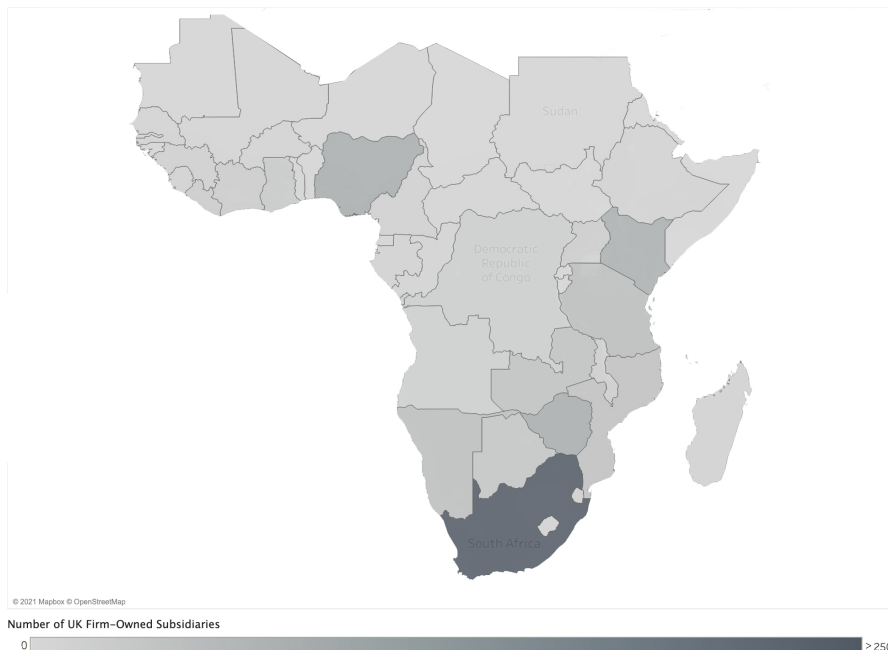 Sudan
Democratic
Republic
of Congo
South Africa
© 2021 Mapbox © OpenStreetMap
Number of UK Firm-Owned Subsidiaries
0